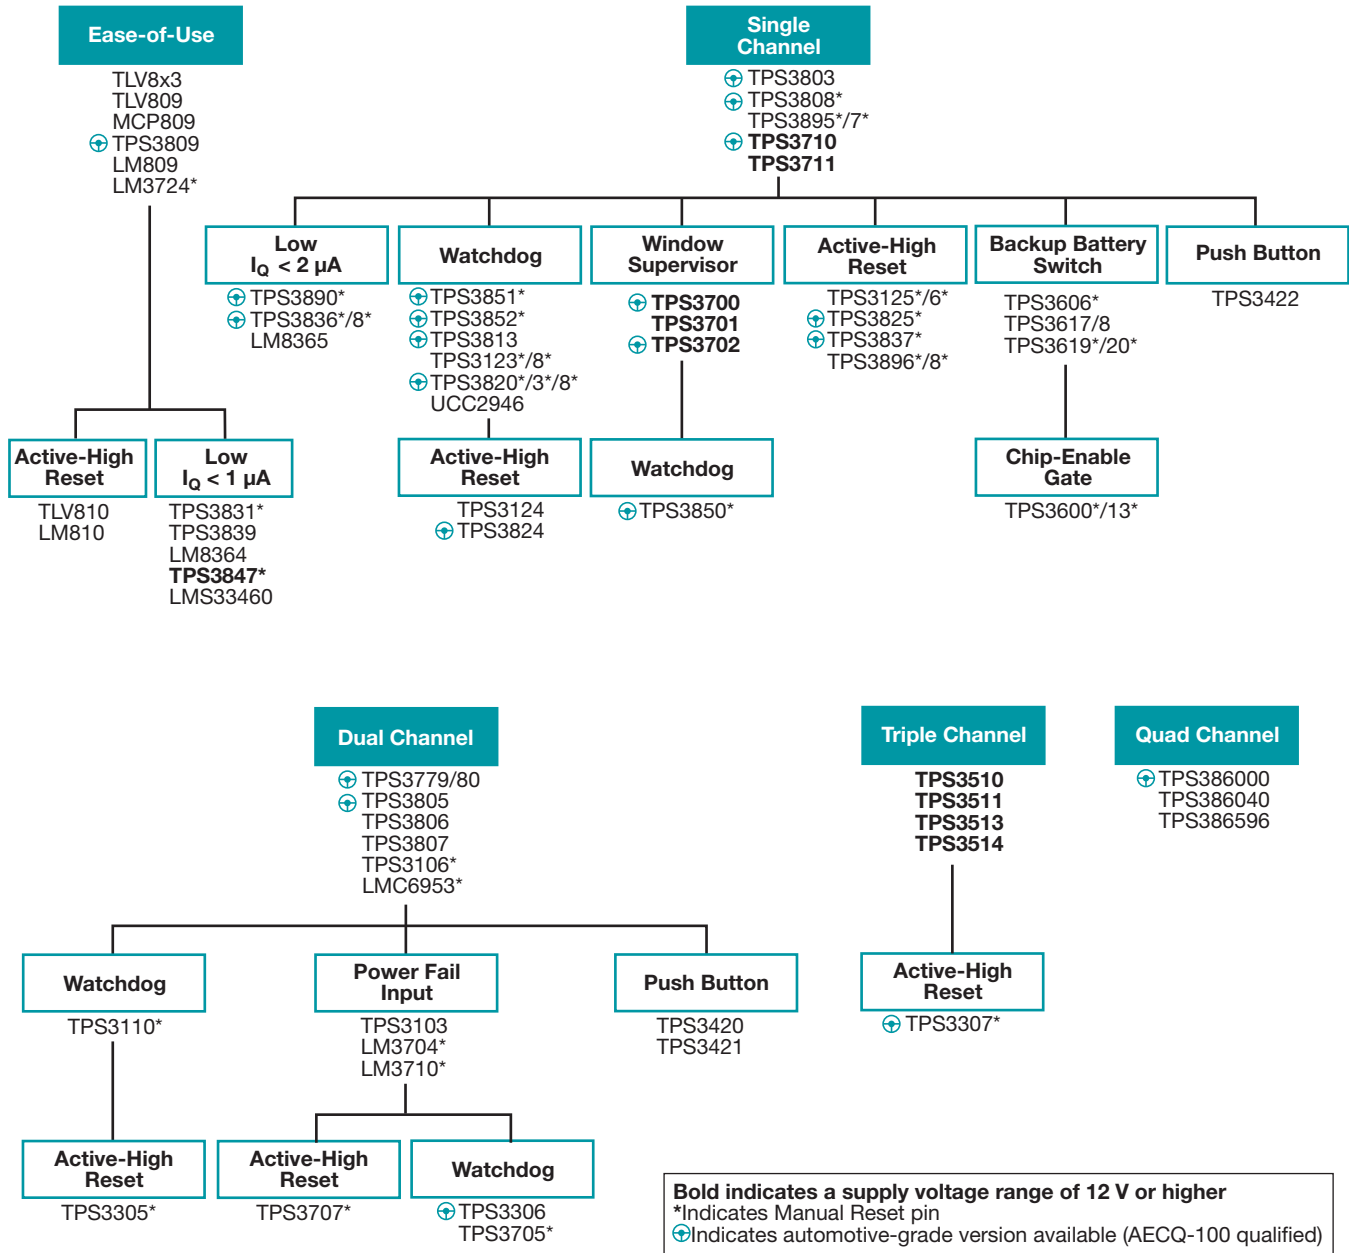 Ease-of-Use
TLV8x3
TLV809
MCP809
TPS3809
LM809
LM3724*
Active-High
Reset
TLV810
LM810
Low
IQ < 1 µA
TPS3831*
TPS3839
LM8364
TPS3847*
LMS33460
Single
Channel
TPS3803
TPS3808*
TPS3895*/7*
TPS3710
TPS3711
Low
IQ < 2 µA
TPS3890*
TPS3836*/8*
LM8365
Watchdog
TPS3851*
TPS3852*
TPS3813
TPS3123*/8*
TPS3820*/3*/8*
UCC2946
Active-High
Reset
TPS3124
TPS3824
Window
Supervisor
TPS3700
TPS3701
TPS3702
Watchdog
TPS3850*
Active-High
Reset
TPS3125*/6*
TPS3825*
TPS3837*
TPS3896*/8*
Backup Battery
Switch
TPS3606*
TPS3617/8
TPS3619*/20*
Chip-Enable
Gate
TPS3600*/13*
Push Button
TPS3422
Dual Channel
TPS3779/80
TPS3805
TPS3806
TPS3807
TPS3106*
LMC6953*
Watchdog
TPS3110*
Active-High
Reset
TPS3305*
Power Fail
Input
TPS3103
LM3704*
LM3710*
Active-High
Reset
TPS3707*
Watchdog
TPS3306
TPS3705*
Push Button
TPS3420
TPS3421
Triple Channel
TPS3510
TPS3511
TPS3513
TPS3514
Active-High
Reset
TPS3307*
Quad Channel
TPS386000
TPS386040
TPS386596
Bold indicates a supply voltage range of 12 V or higher
*Indicates Manual Reset pin
Indicates automotive-grade version available (AECQ-100 qualified)